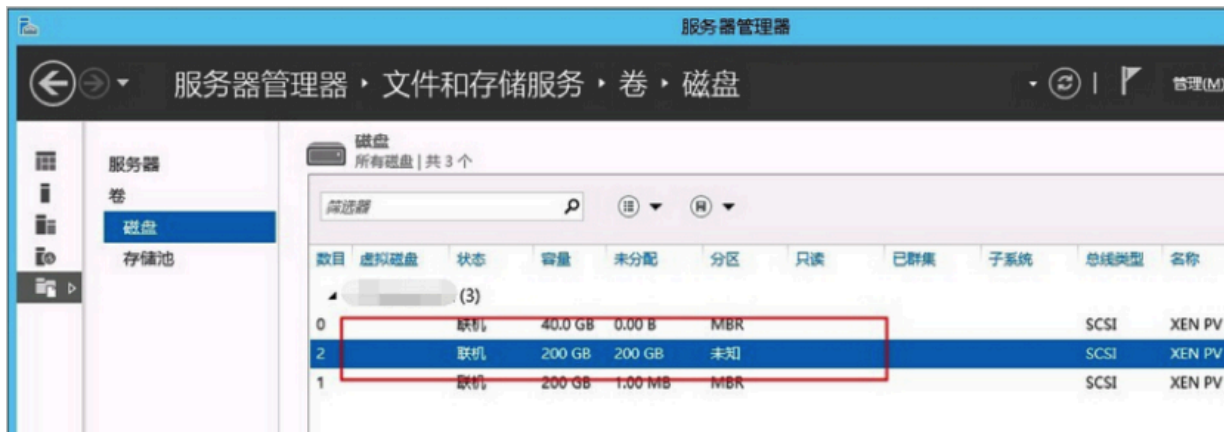 服务器管理器
服务器管理器 ▸ 文件和存储服务 ▸ 卷 ▸ 磁盘
管理(M)
服务器
卷
磁盘
存储池
磁盘
所有磁盘 | 共 3 个
筛选器
数目 虚拟磁盘 状态 容量 未分配 分区 只读 已群集 子系统 总线类型 名称
(3)
0 联机 40.0 GB 0.00 B MBR SCSI XEN PV
2 联机 200 GB 200 GB 未知 SCSI XEN PV
1 联机 200 GB 1.00 MB MBR SCSI XEN PV